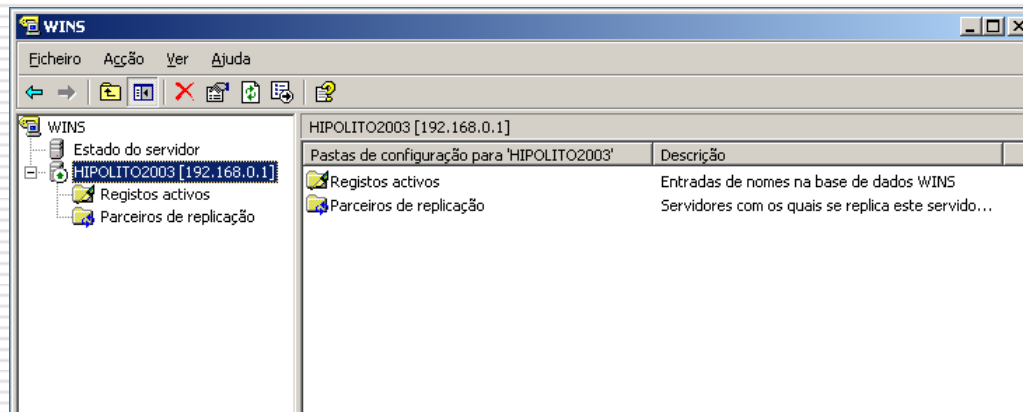 WINS
Ficheiro Acção Ver Ajuda
WINS
Estado do servidor
HIPOLITO2003 [192.168.0.1]
Registos activos
Parceiros de replicação
HIPOLITO2003 [192.168.0.1]
Pastas de configuração para 'HIPOLITO2003' Descrição
Registos activos Entradas de nomes na base de dados WINS
Parceiros de replicação Servidores com os quais se replica este servido...